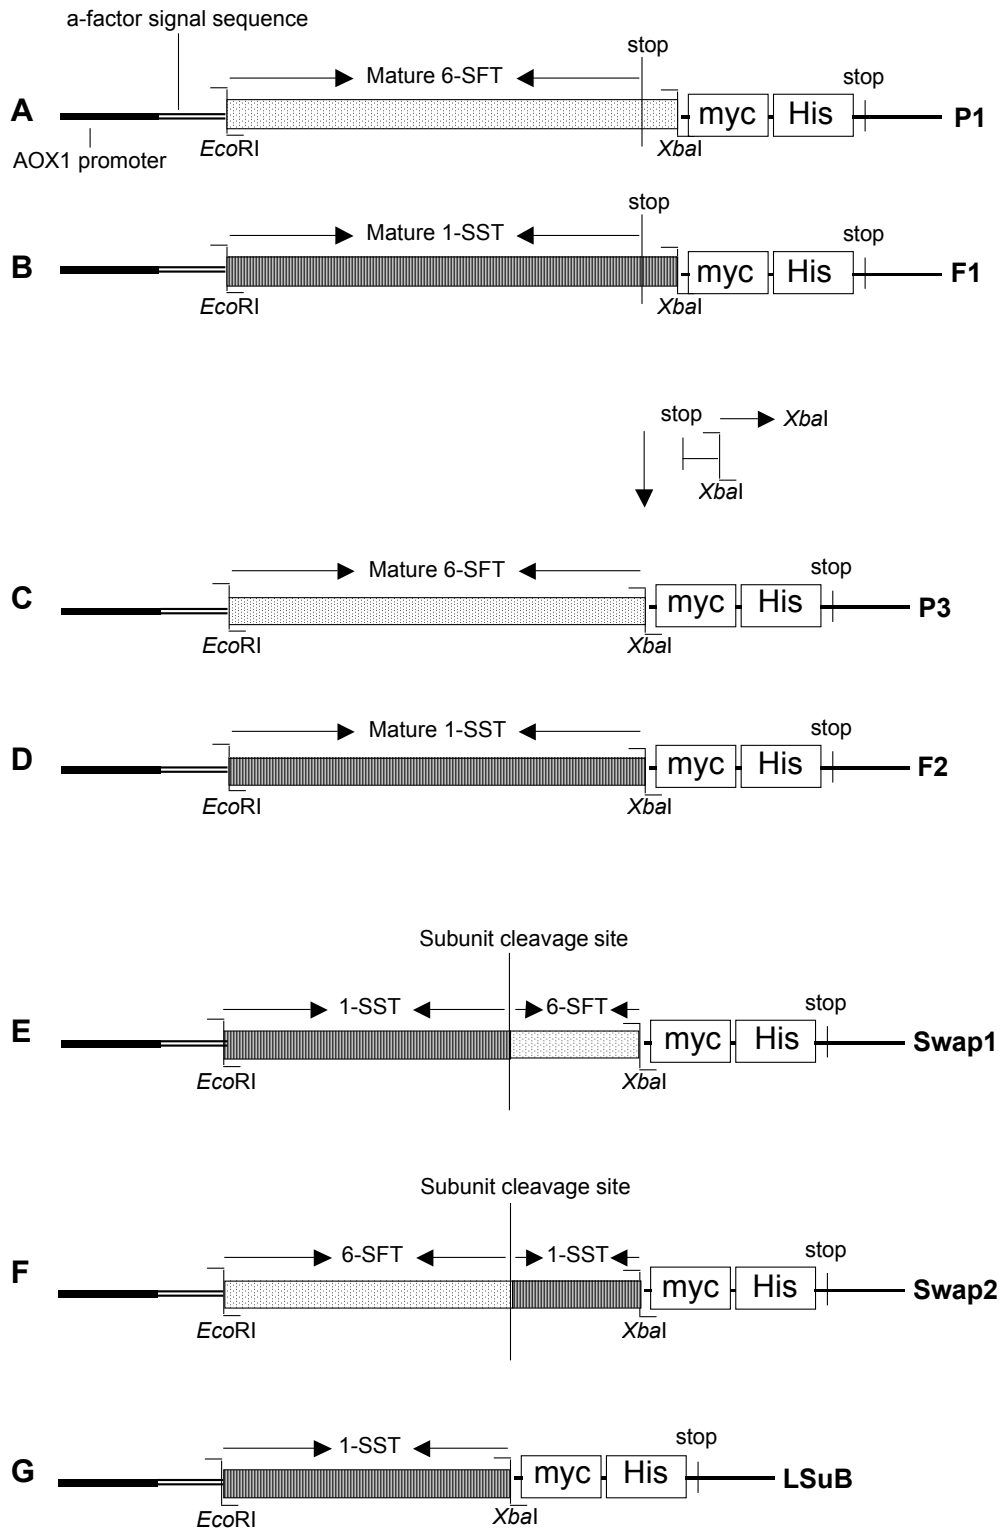 a-factor signal sequence
stop
Mature 6-SFT
stop
A
myc
His
P1
AOX1 promoter
EcoRI
XbaI
stop
Mature 1-SST
stop
B
myc
His
F1
EcoRI
XbaI
stop
XbaI
XbaI
Mature 6-SFT
stop
C
myc
His
P3
EcoRI
XbaI
Mature 1-SST
stop
D
myc
His
F2
EcoRI
XbaI
Subunit cleavage site
1-SST
6-SFT
stop
E
myc
His
Swap1
EcoRI
XbaI
Subunit cleavage site
6-SFT
1-SST
stop
F
myc
His
Swap2
EcoRI
XbaI
1-SST
stop
G
myc
His
LSuB
EcoRI
XbaI